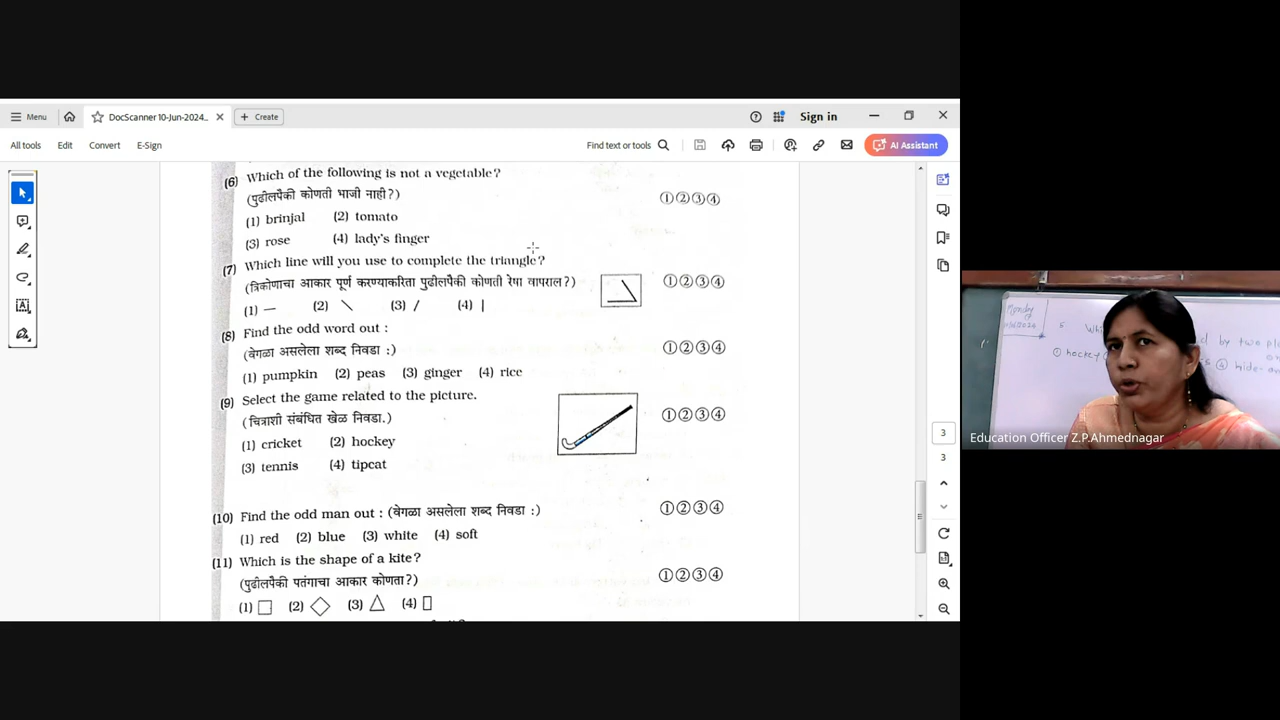 Menu
DocScanner 10-Jun-2024...
Create
Sign in
All tools
Edit
Convert
E-Sign
Find text or tools
AI Assistant
(6) Which of the following is not a vegetable?
(पुढीलपैकी कोणती भाजी नाही?)
①②③④
(1) brinjal (2) tomato
(3) rose (4) lady's finger
(7) Which line will you use to complete the triangle?
(त्रिकोणाचा आकार पूर्ण करण्याकरिता पुढीलपैकी कोणती रेषा वापराल?)
①②③④
(1) — (2) \ (3) / (4) |
(8) Find the odd word out :
(वेगळा असलेला शब्द निवडा :)
①②③④
(1) pumpkin (2) peas (3) ginger (4) rice
(9) Select the game related to the picture.
(चित्राशी संबंधित खेळ निवडा.)
①②③④
(1) cricket (2) hockey
(3) tennis (4) tipcat
(10) Find the odd man out : (वेगळा असलेला शब्द निवडा :)
①②③④
(1) red (2) blue (3) white (4) soft
(11) Which is the shape of a kite?
(पुढीलपैकी पतंगाचा आकार कोणता?)
①②③④
(1) (2) (3) (4)
3
3
Monday
5.
by two
① hockey
④ hide-an
Education Officer Z.P.Ahmednagar